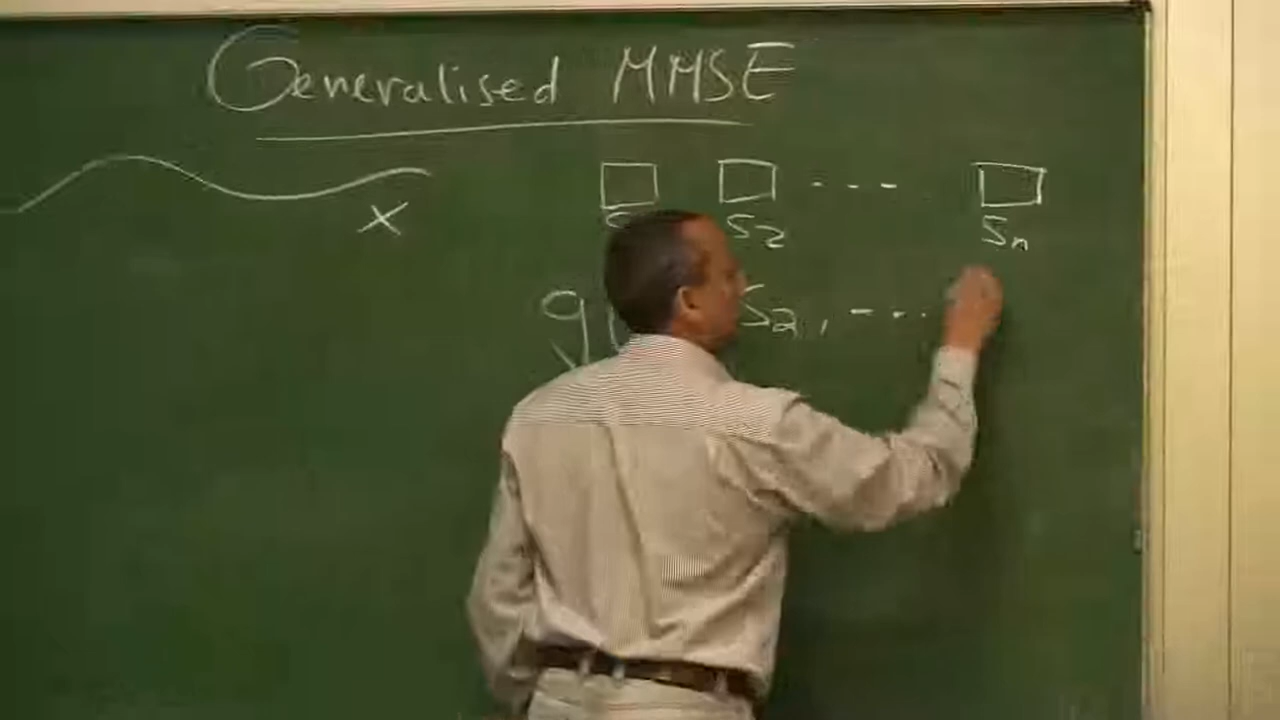 Generalised MMSE
x
S2 - - - Sn
S2, - - - -